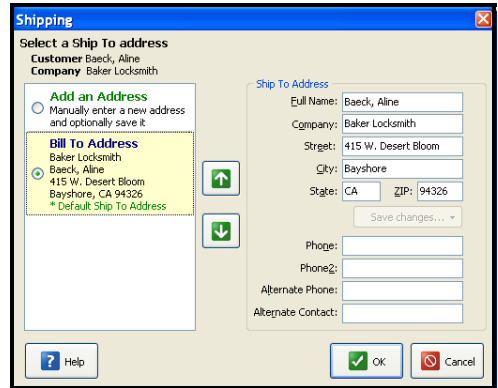 Shipping
Select a Ship To address
Customer Baeck, Aline
Company Baker Locksmith
Add an Address
Manually enter a new address
and optionally save it
Bill To Address
Baker Locksmith
Baeck, Aline
415 W. Desert Bloom
Bayshore, CA 94326
* Default Ship To Address
Ship To Address
Full Name: Baeck, Aline
Company: Baker Locksmith
Street: 415 W. Desert Bloom
City: Bayshore
State: CA ZIP: 94326
Save changes...
Phone:
Phone2:
Alternate Phone:
Alternate Contact:
? Help
OK
Cancel